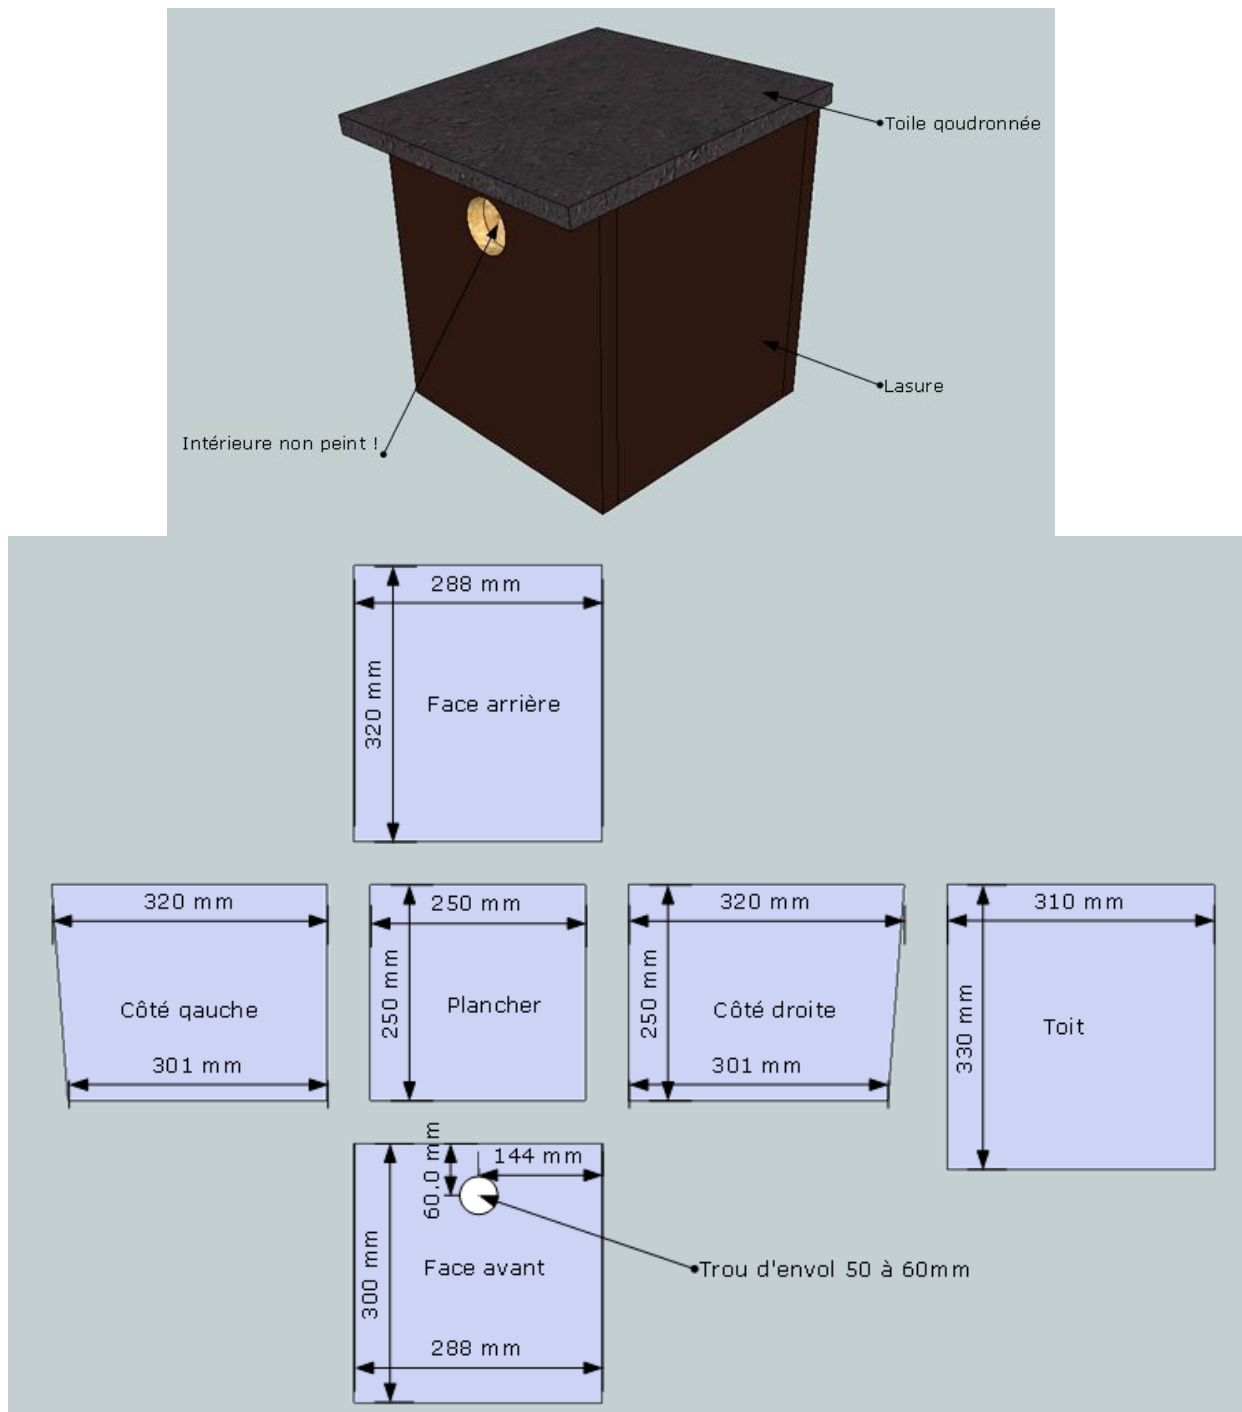 Toile qoudronnée
Lasure
Intérieure non peint !
288 mm
320 mm
Face arrière
320 mm
Côté qauche
301 mm
250 mm
250 mm
Plancher
320 mm
250 mm
Côté droite
301 mm
310 mm
330 mm
Toit
60.0 mm
144 mm
300 mm
Face avant
Trou d'envol 50 à 60mm
288 mm